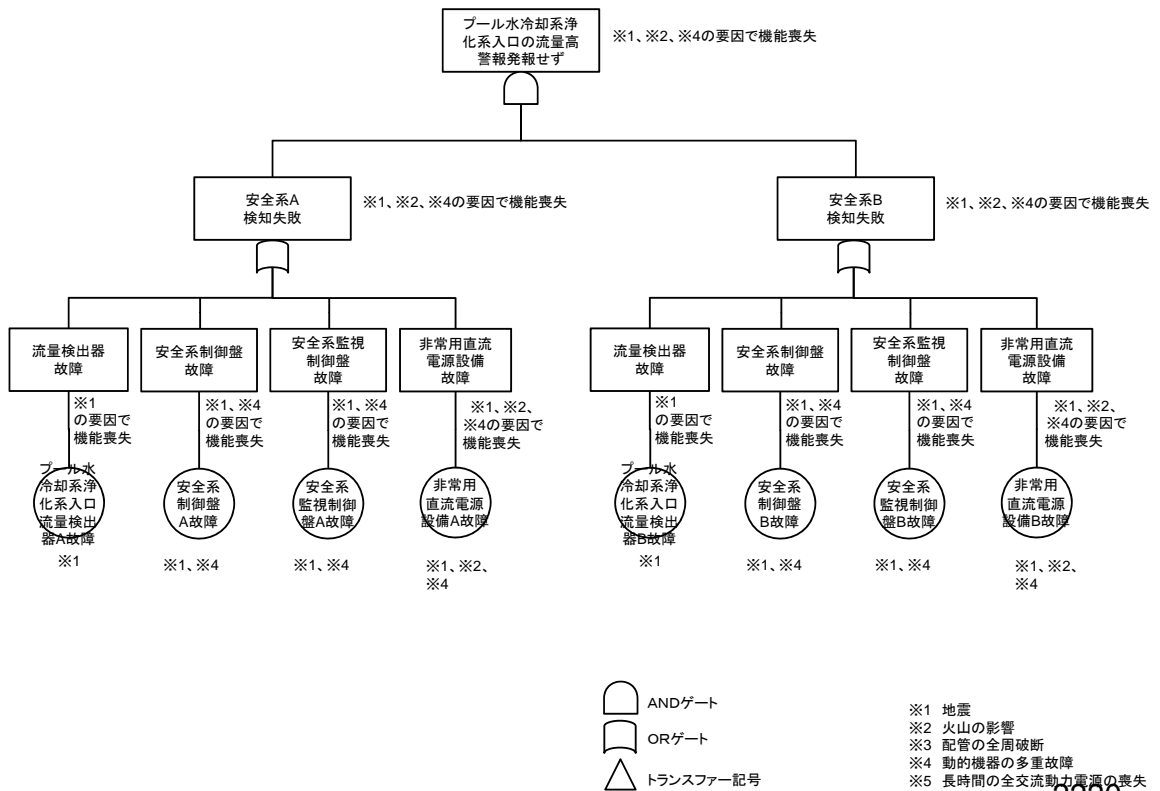 プール水冷却系浄
化系入口の流量高
警報発報せず
※1、※2、※4の要因で機能喪失
安全系A
検知失敗
※1、※2、※4の要因で機能喪失
安全系B
検知失敗
※1、※2、※4の要因で機能喪失
流量検出器
故障
安全系制御盤
故障
安全系監視
制御盤
故障
非常用直流
電源設備
故障
流量検出器
故障
安全系制御盤
故障
安全系監視
制御盤
故障
非常用直流
電源設備
故障
※1
の要因で
機能喪失
※1、※4
の要因で
機能喪失
※1、※4
の要因で
機能喪失
※1、※2、
※4の要因で
機能喪失
※1
の要因で
機能喪失
※1、※4
の要因で
機能喪失
※1、※4
の要因で
機能喪失
※1、※2、
※4の要因で
機能喪失
プール水
冷却系浄
化系入口
流量検出
器A故障
安全系
制御盤
A故障
安全系
監視制御
盤A故障
非常用
直流電源
設備A故障
プール水
冷却系浄
化系入口
流量検出
器B故障
安全系
制御盤
B故障
安全系
監視制御
盤B故障
非常用
直流電源
設備B故障
※1
※1、※4
※1、※4
※1、※2、
※4
※1
※1、※4
※1、※4
※1、※2、
※4
ANDゲート
ORゲート
トランスファー記号
※1 地震
※2 火山の影響
※3 配管の全周破断
※4 動的機器の多重故障
※5 長時間の全交流動力電源の喪失